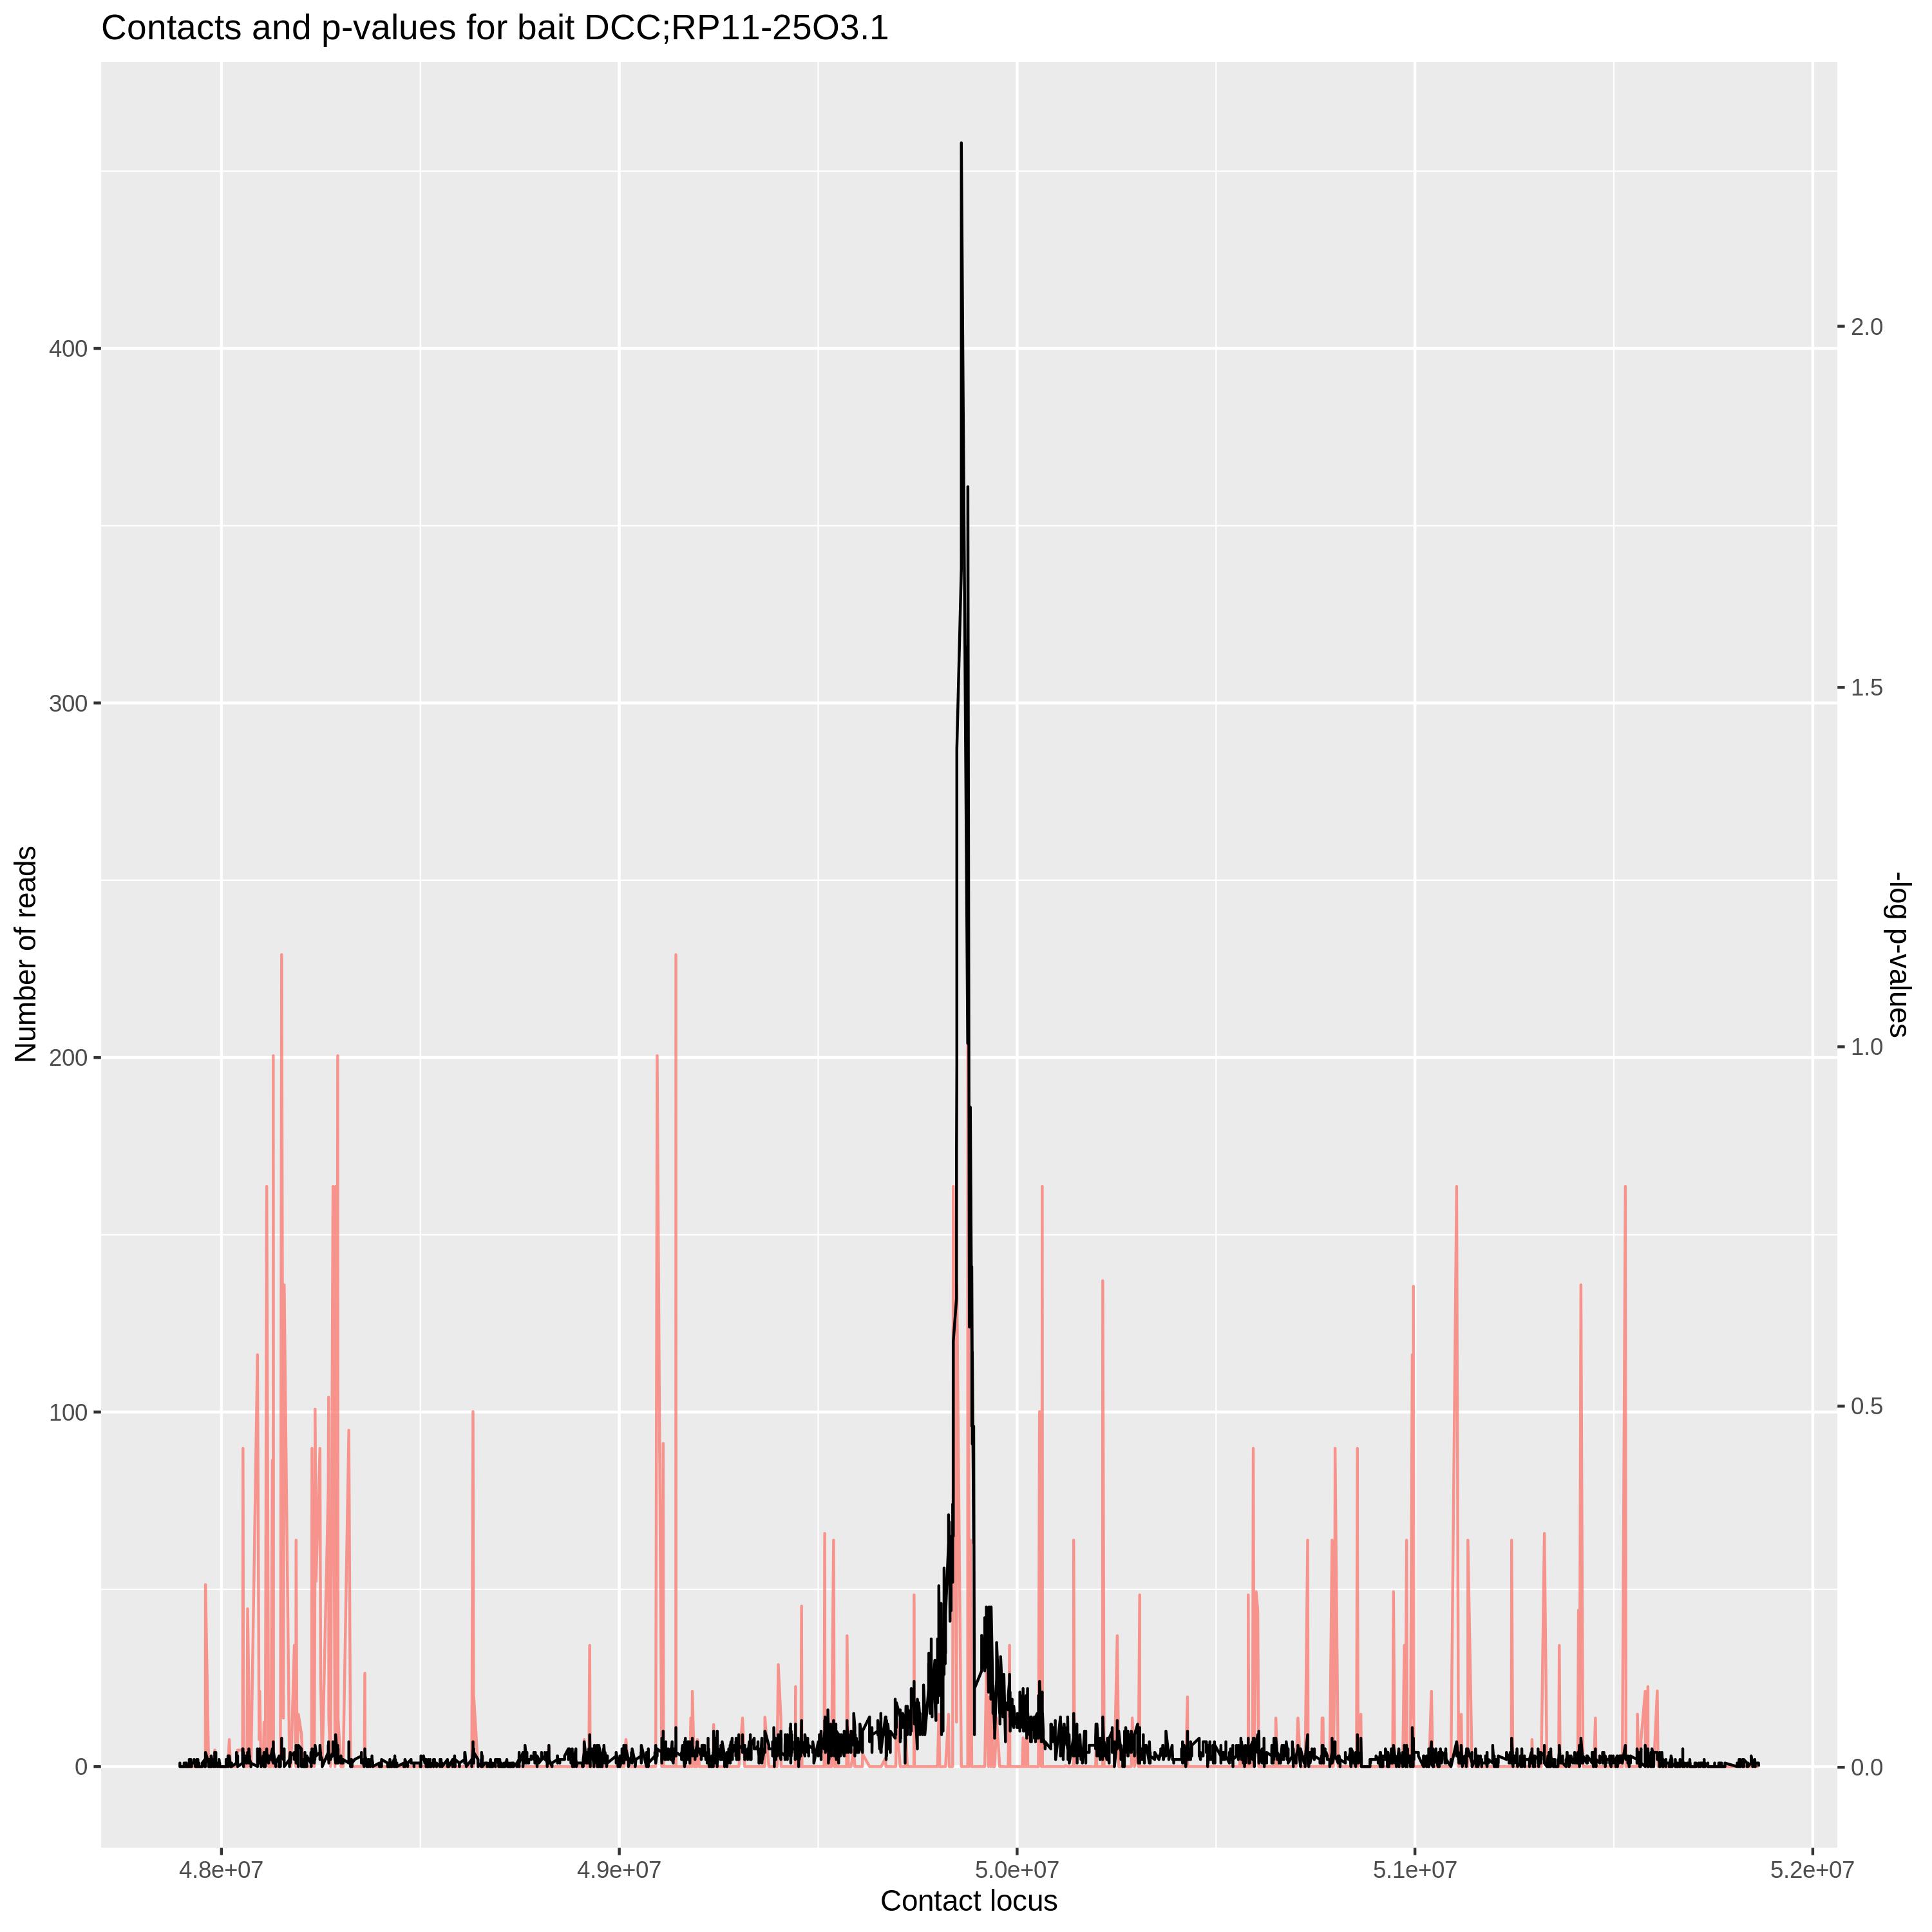 Contacts and p-values for bait DCC;RP11-25O3.1
400
300
200
100
0
Number of reads
2.0
1.5
1.0
0.5
0.0
-log p-values
4.8e+07
4.9e+07
5.0e+07
5.1e+07
5.2e+07
Contact locus